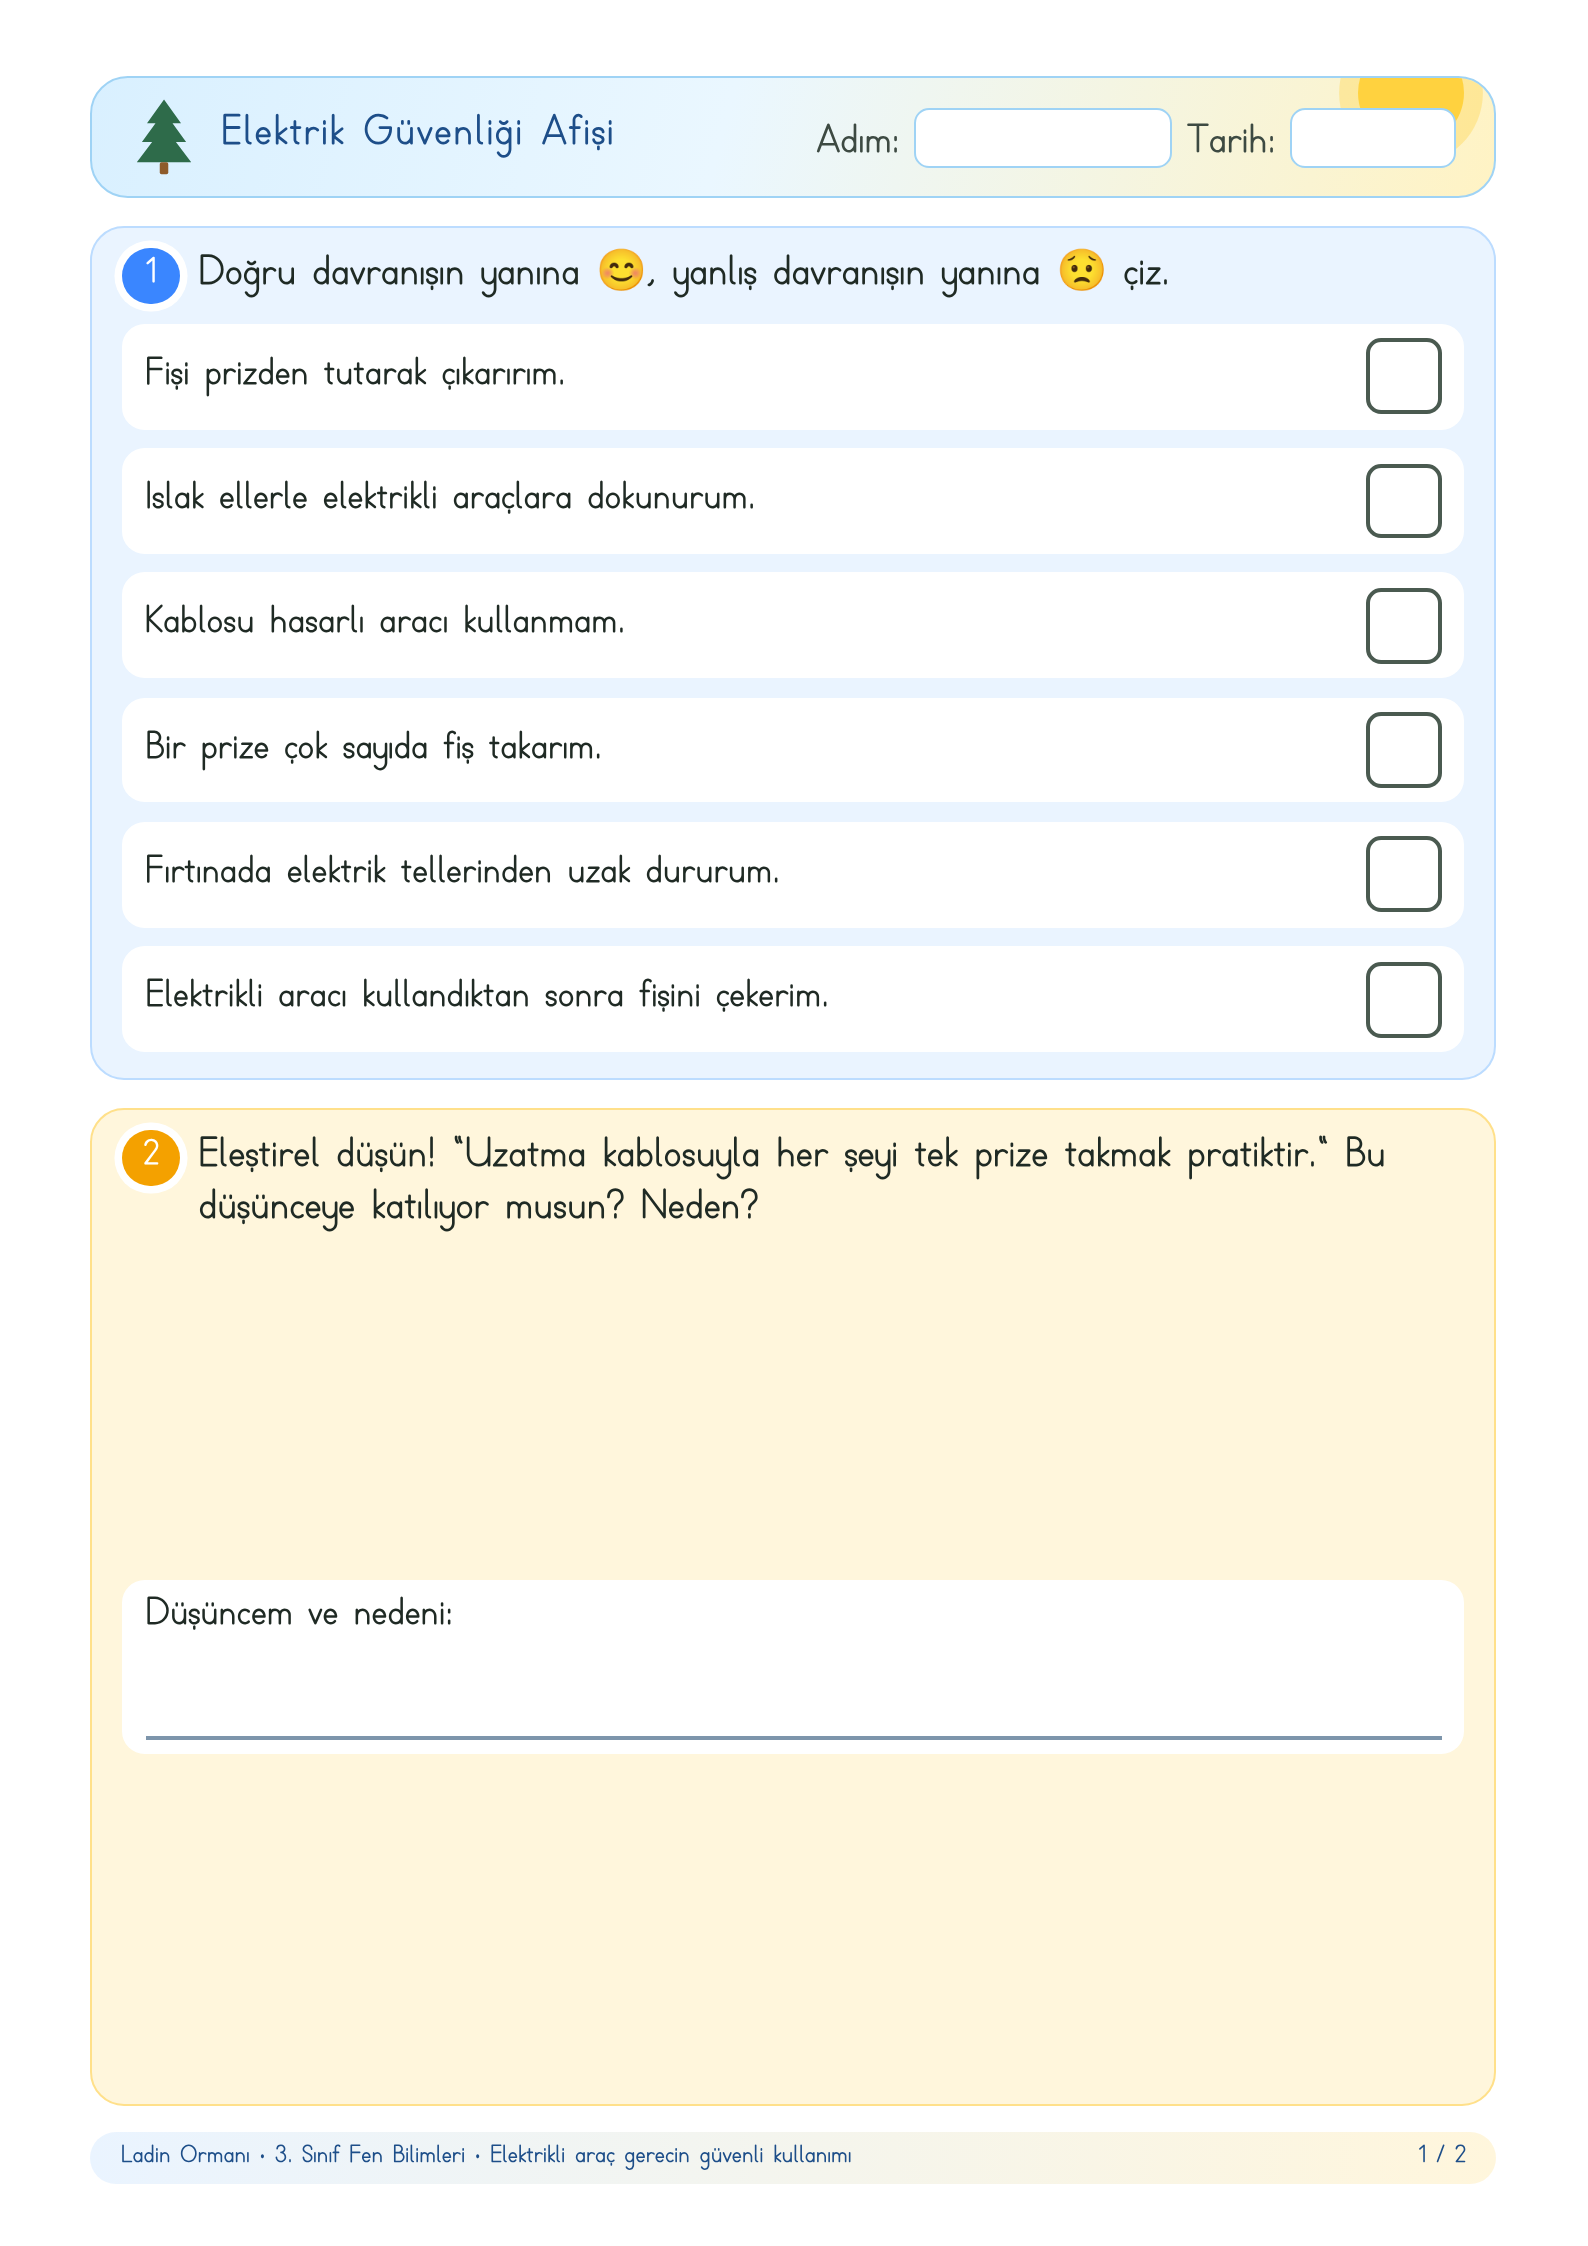 Elektrik Güvenliği Afişi
Adım:
Tarih:
1
Doğru davranışın yanına 😊, yanlış davranışın yanına 😟 çiz.
Fişi prizden tutarak çıkarırım.
Islak ellerle elektrikli araçlara dokunurum.
Kablosu hasarlı aracı kullanmam.
Bir prize çok sayıda fiş takarım.
Fırtınada elektrik tellerinden uzak dururum.
Elektrikli aracı kullandıktan sonra fişini çekerim.
2
Eleştirel düşün! "Uzatma kablosuyla her şeyi tek prize takmak pratiktir." Bu
düşünceye katılıyor musun? Neden?
Düşüncem ve nedeni:
Ladin Ormanı • 3. Sınıf Fen Bilimleri • Elektrikli araç gerecin güvenli kullanımı
1 / 2